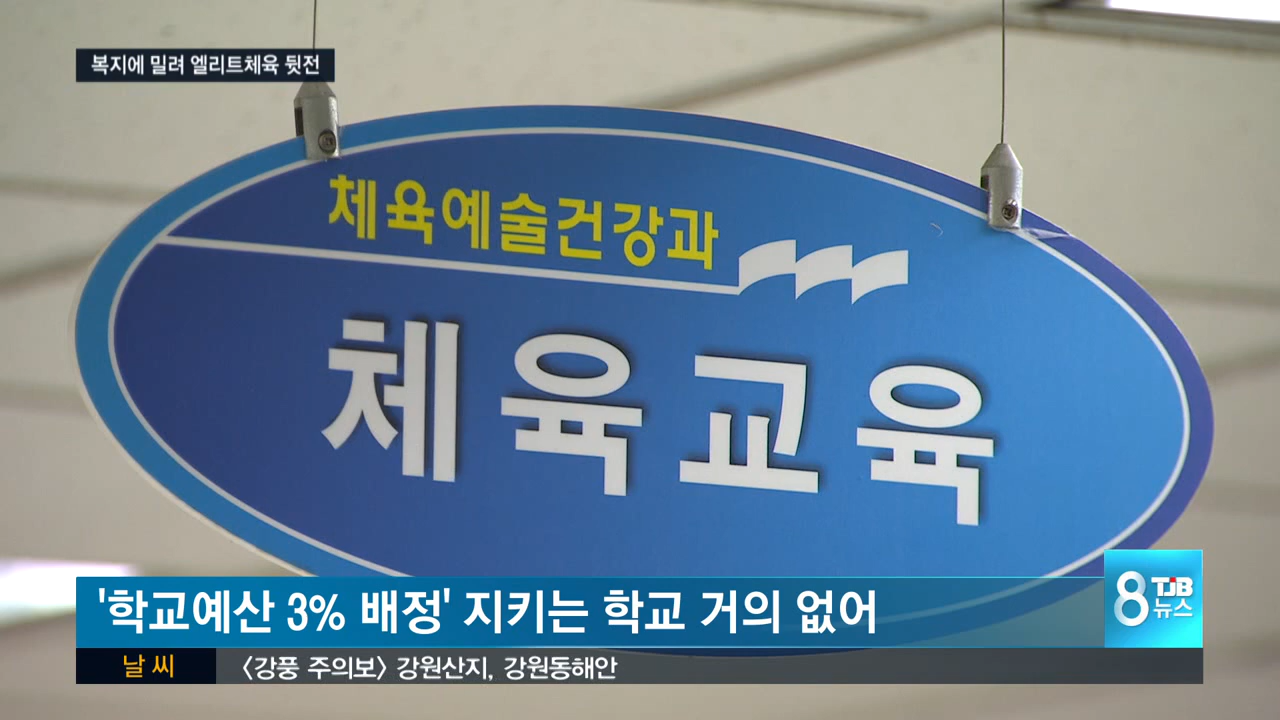 복지에 밀려 엘리트체육 뒷전
체육예술건강과
체육교육
'학교예산 3% 배정' 지키는 학교 거의 없어
8 TJB 뉴스
날씨 <강풍 주의보> 강원산지, 강원동해안